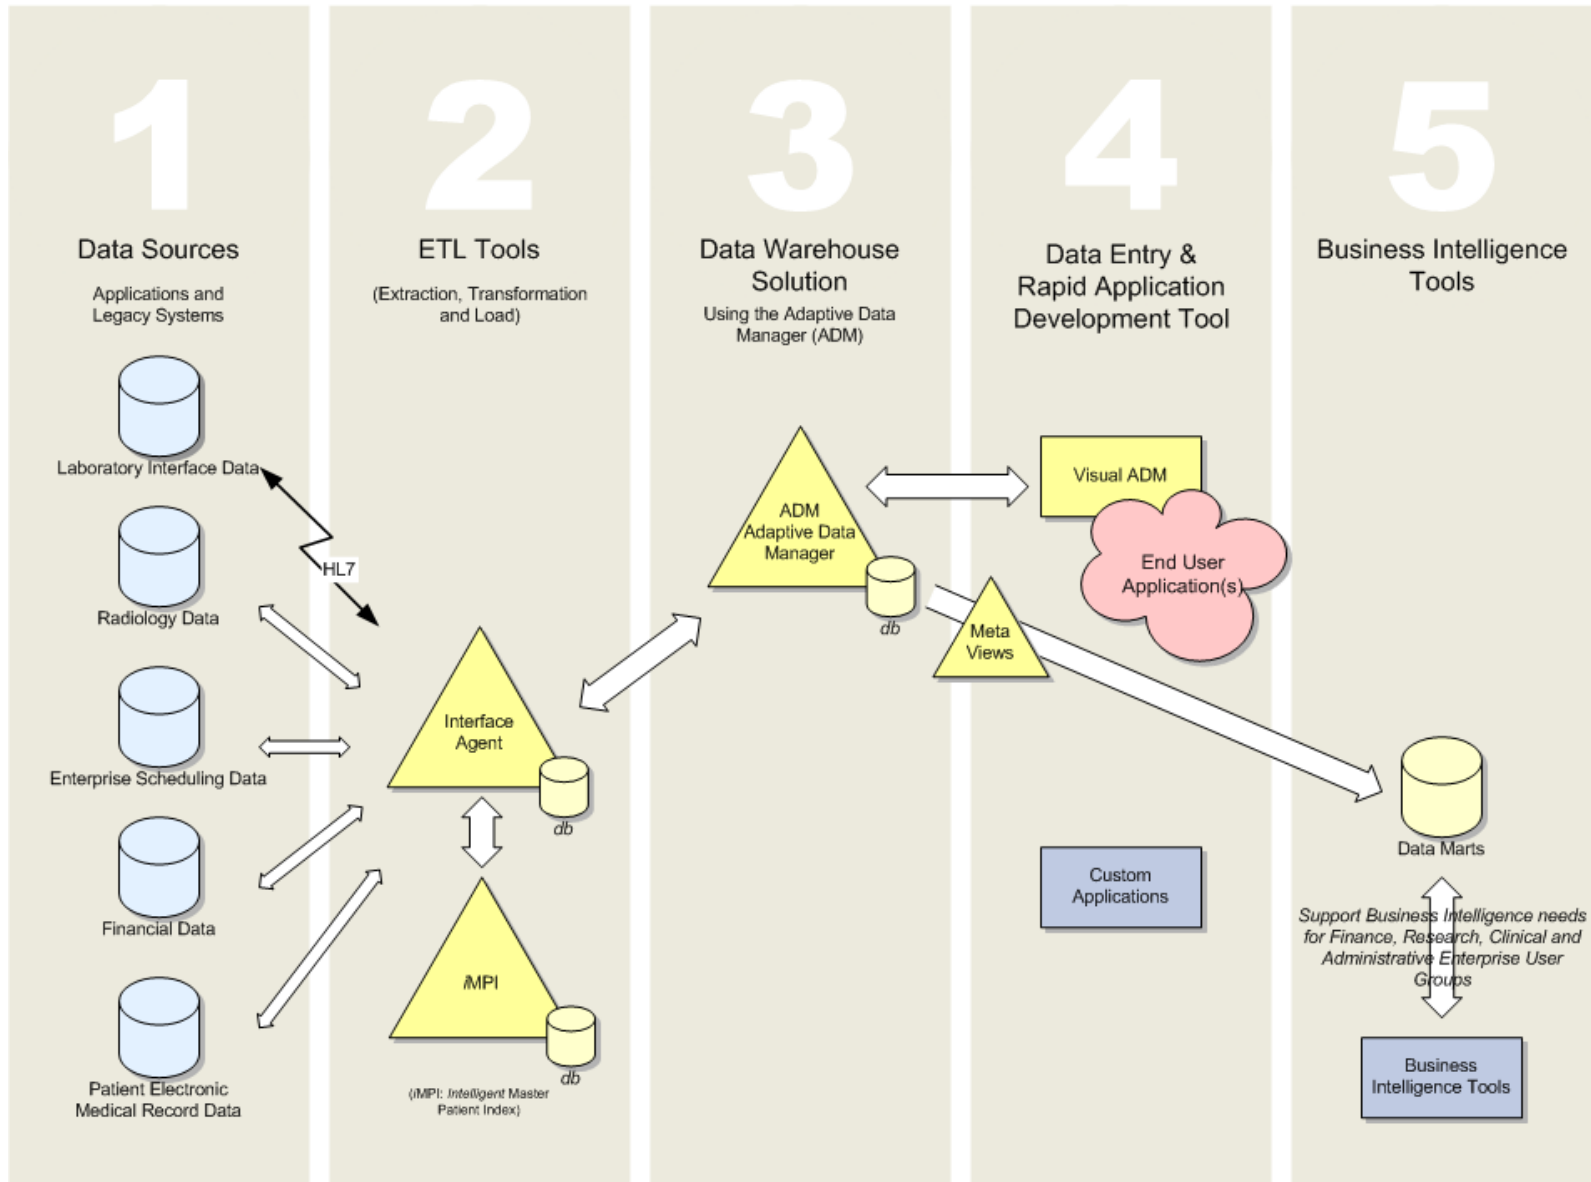 1
Data Sources
Applications and
Legacy Systems
Laboratory Interface Data
Radiology Data
Enterprise Scheduling Data
Financial Data
Patient Electronic
Medical Record Data
HL7
2
ETL Tools
(Extraction, Transformation
and Load)
Interface
Agent
db
iMPI
db
(iMPI: Intelligent Master
Patient Index)
3
Data Warehouse
Solution
Using the Adaptive Data
Manager (ADM)
ADM
Adaptive Data
Manager
db
Meta
Views
4
Data Entry &
Rapid Application
Development Tool
Visual ADM
End User
Application(s)
Custom
Applications
5
Business Intelligence
Tools
Data Marts
Support Business Intelligence needs
for Finance, Research, Clinical and
Administrative Enterprise User
Groups
Business
Intelligence Tools